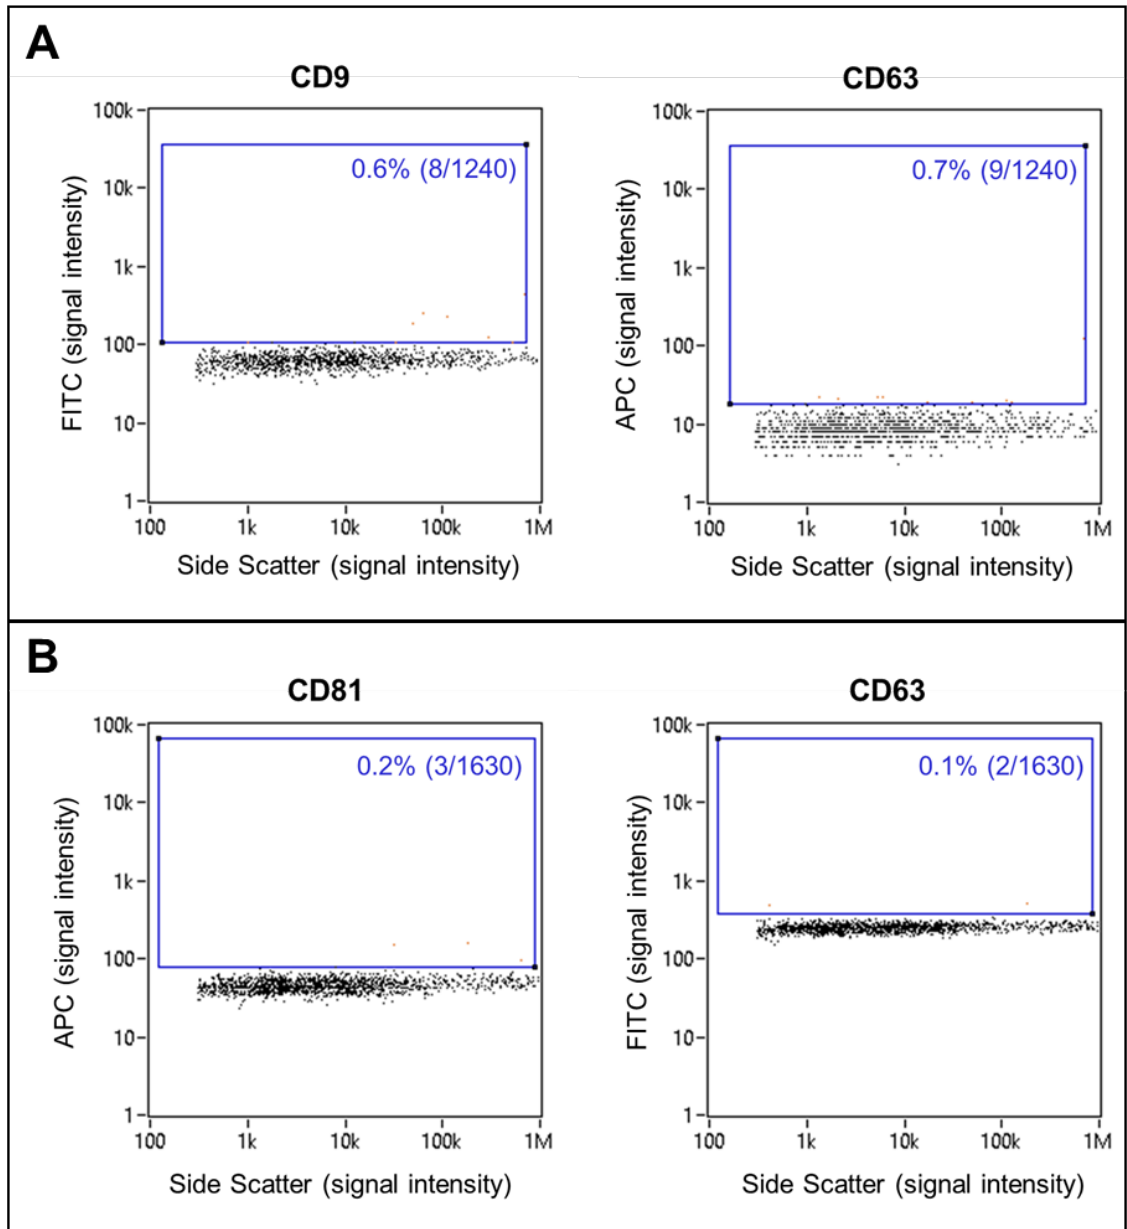 A
CD9
100k
10k
1k
100
10
1
FITC (signal intensity)
0.6% (8/1240)
100 1k 10k 100k 1M
Side Scatter (signal intensity)
CD63
100k
10k
1k
100
10
1
APC (signal intensity)
0.7% (9/1240)
100 1k 10k 100k 1M
Side Scatter (signal intensity)
B
CD81
100k
10k
1k
100
10
1
APC (signal intensity)
0.2% (3/1630)
100 1k 10k 100k 1M
Side Scatter (signal intensity)
CD63
100k
10k
1k
100
10
1
FITC (signal intensity)
0.1% (2/1630)
100 1k 10k 100k 1M
Side Scatter (signal intensity)